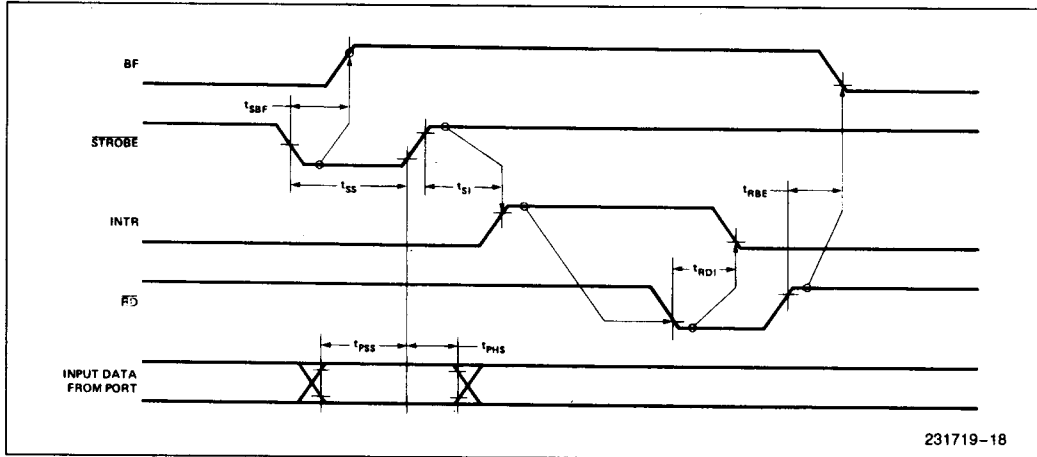 BF
tSBF
STROBE
tSS
tSI
tRBE
INTR
tRDI
RD
tPSS
tPHS
INPUT DATA
FROM PORT
231719-18